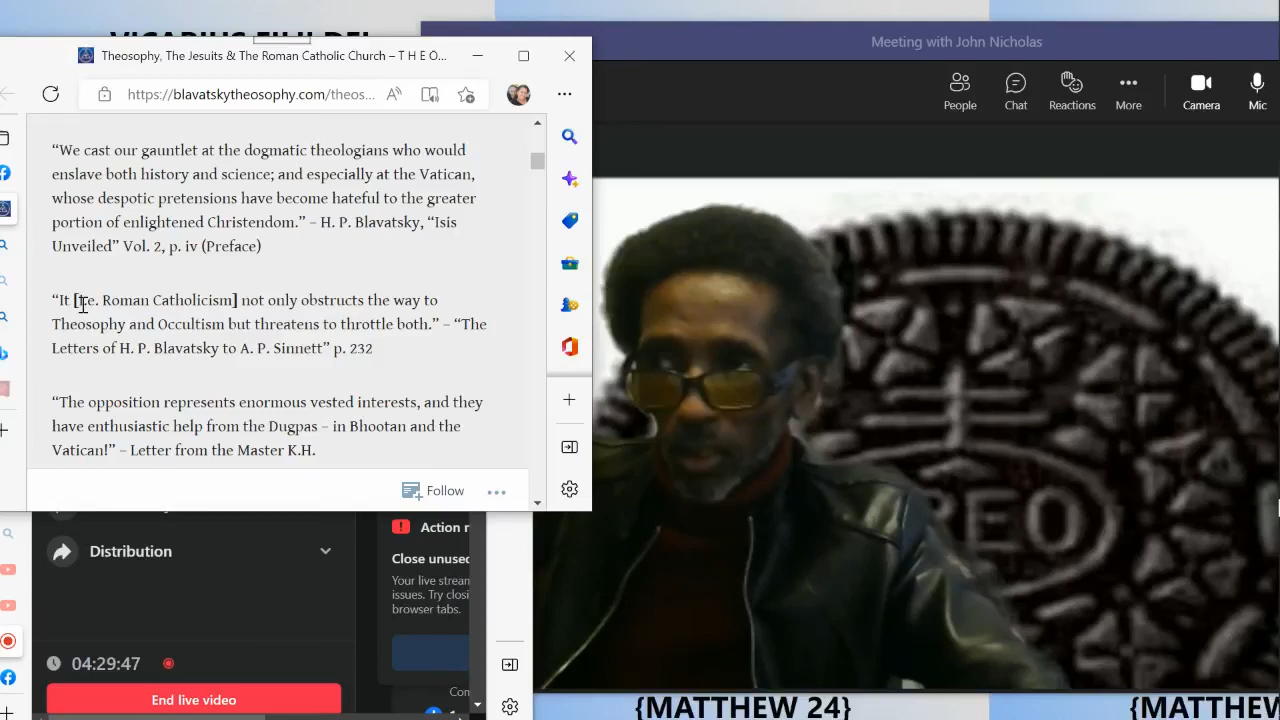 Theosophy, The Jesuits & The Roman Catholic Church – T H E O...
https://blavatskytheosophy.com/theos...
“We cast our gauntlet at the dogmatic theologians who would
enslave both history and science; and especially at the Vatican,
whose despotic pretensions have become hateful to the greater
portion of enlightened Christendom.” – H. P. Blavatsky, “Isis
Unveiled” Vol. 2, p. iv (Preface)
“It [i.e. Roman Catholicism] not only obstructs the way to
Theosophy and Occultism but threatens to throttle both.” – “The
Letters of H. P. Blavatsky to A. P. Sinnett” p. 232
“The opposition represents enormous vested interests, and they
have enthusiastic help from the Dugpas – in Bhootan and the
Vatican!” – Letter from the Master K.H.
Follow
Meeting with John Nicholas
People
Chat
Reactions
More
Camera
Mic
REO
Distribution
Action
Close unused
Your live strean
issues. Try closi
browser tabs.
04:29:47
End live video
{MATTHEW 24}
{MATTHEW